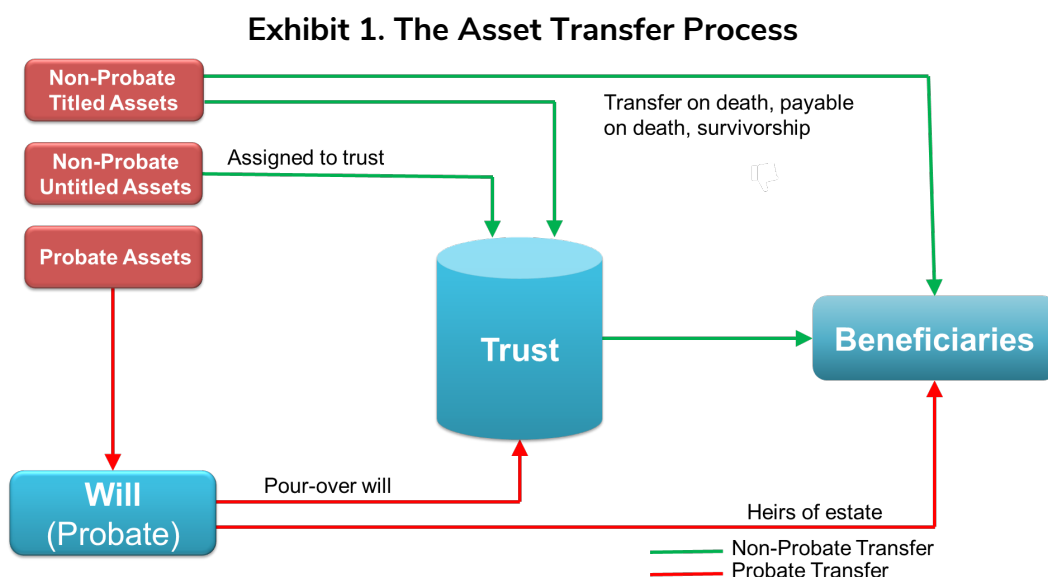 Exhibit 1. The Asset Transfer Process
Non-Probate
Titled Assets
Transfer on death, payable
on death, survivorship
Non-Probate
Untitled Assets
Assigned to trust
Probate Assets
Trust
Beneficiaries
Will
(Probate)
Pour-over will
Heirs of estate
Non-Probate Transfer
Probate Transfer